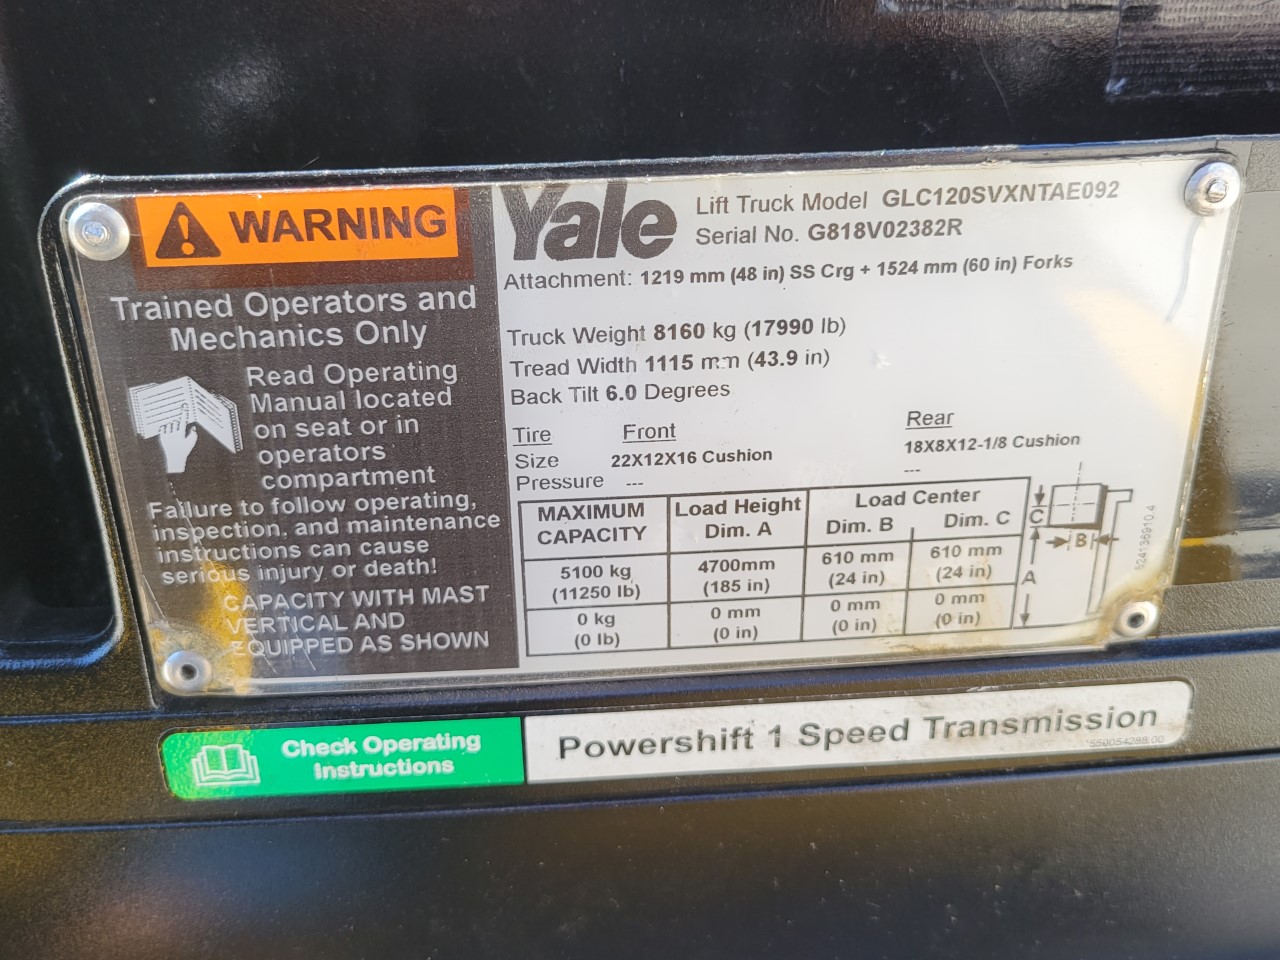 WARNING
Trained Operators and
Mechanics Only
Read Operating
Manual located
on seat or in
operators
compartment
Failure to follow operating,
inspection, and maintenance
instructions can cause
serious injury or death!
CAPACITY WITH MAST
VERTICAL AND
EQUIPPED AS SHOWN
Yale
Lift Truck Model GLC120SVXNTAE092
Serial No. G818V02382R
Attachment: 1219 mm (48 in) SS Crg + 1524 mm (60 in) Forks
Truck Weight 8160 kg (17990 lb)
Tread Width 1115 mm (43.9 in)
Back Tilt 6.0 Degrees
Tire Front Rear
Size 22X12X16 Cushion 18X8X12-1/8 Cushion
Pressure --- ---
MAXIMUM CAPACITY Load Height Dim. A Load Center Dim. B Dim. C
5100 kg (11250 lb) 4700mm (185 in) 610 mm (24 in) 610 mm (24 in)
0 kg (0 lb) 0 mm (0 in) 0 mm (0 in) 0 mm (0 in)
C
B
A
524136910.4
Check Operating
Instructions
Powershift 1 Speed Transmission
550054288.00